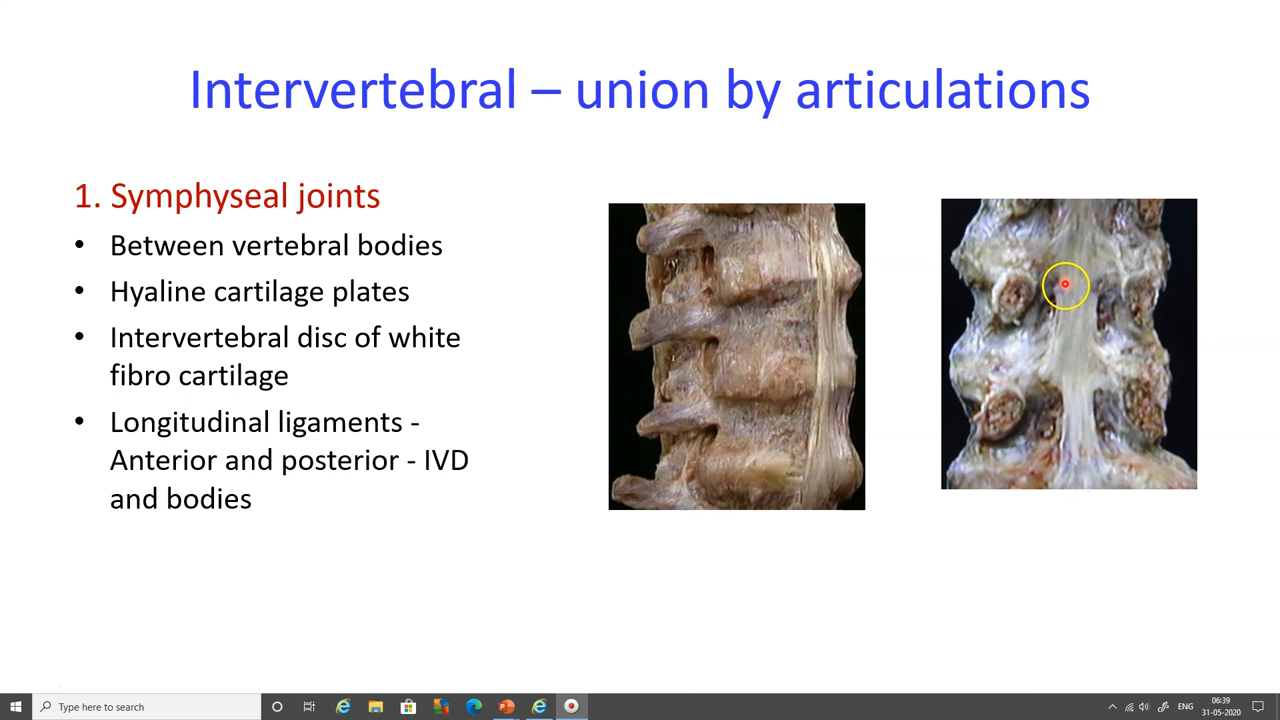 Intervertebral – union by articulations
1. Symphyseal joints
• Between vertebral bodies
• Hyaline cartilage plates
• Intervertebral disc of white
fibro cartilage
• Longitudinal ligaments -
Anterior and posterior - IVD
and bodies
Type here to search
ENG
06:39
31-05-2020